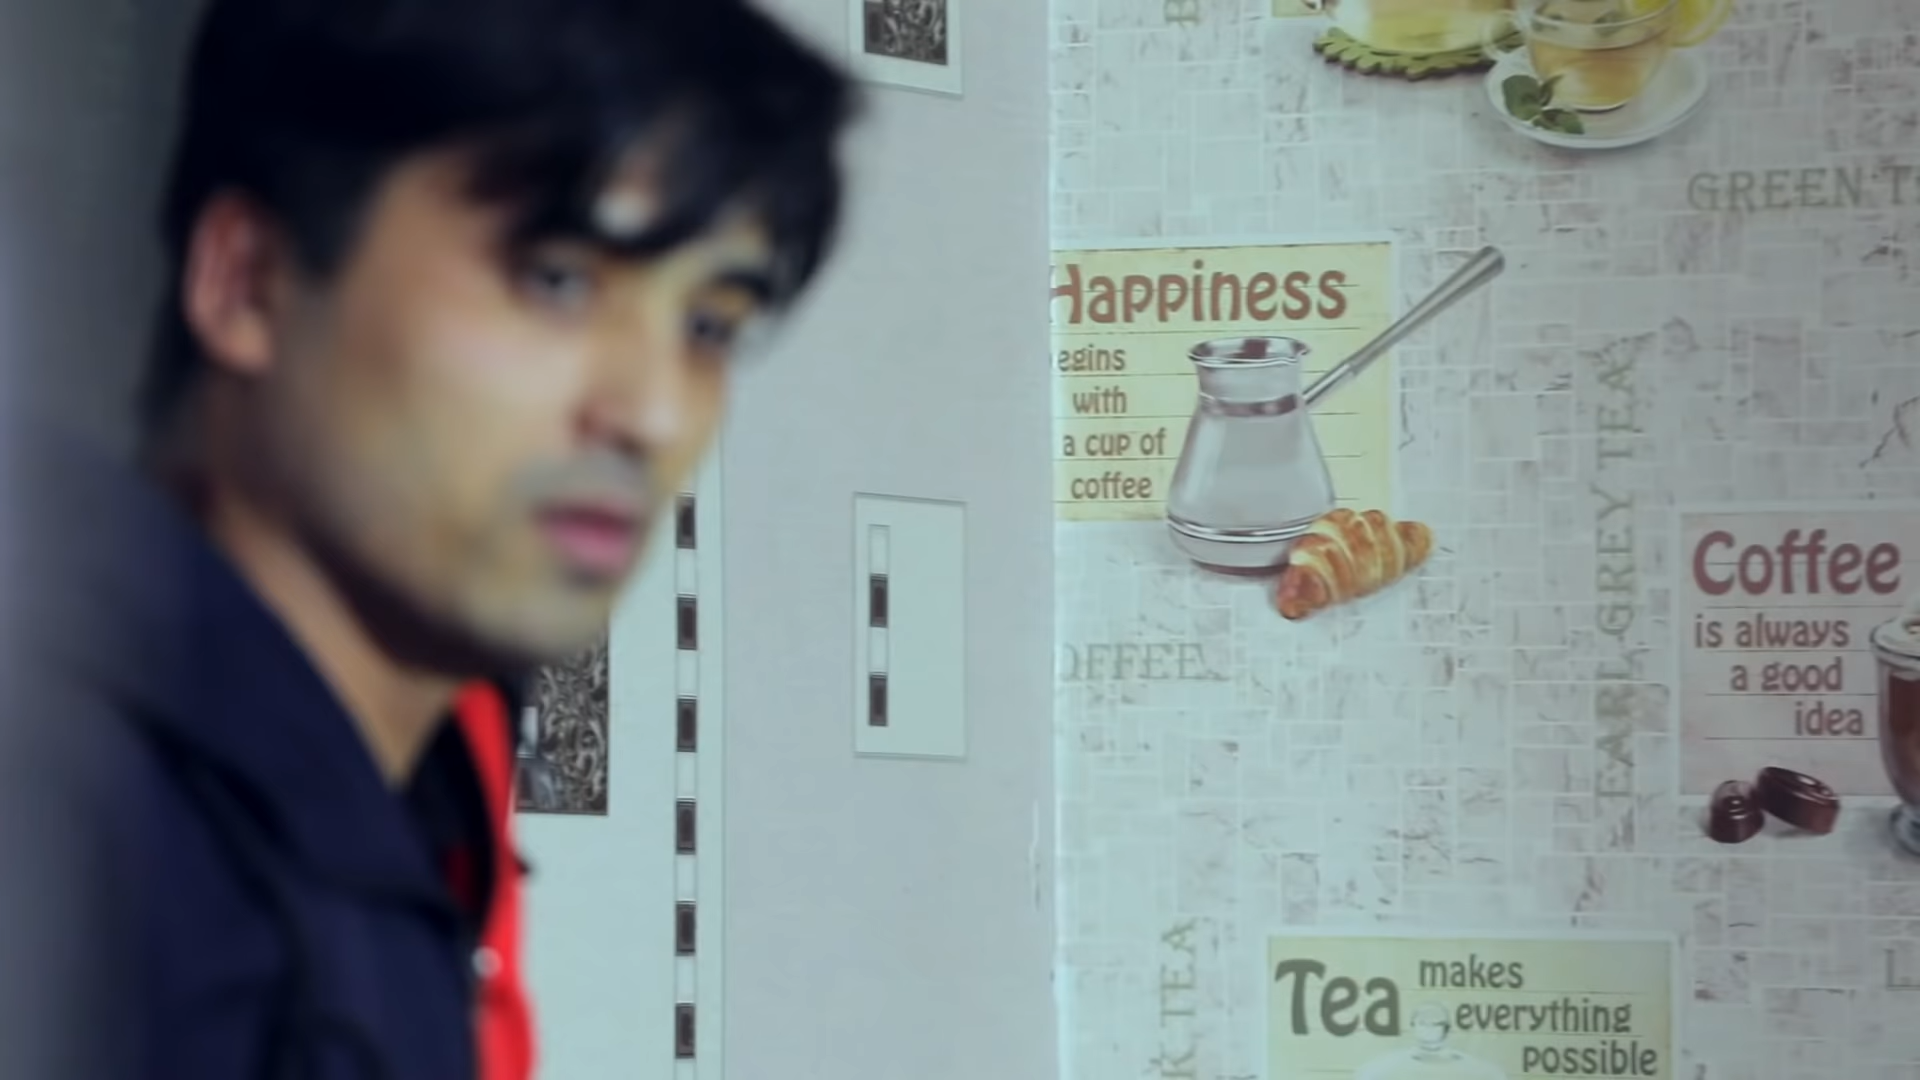 GREEN T
Happiness
egins
with
a cup of
coffee
EARL GREY TEA
OFFEE
Coffee
is always
a good
idea
K TEA
Tea makes
everything
possible